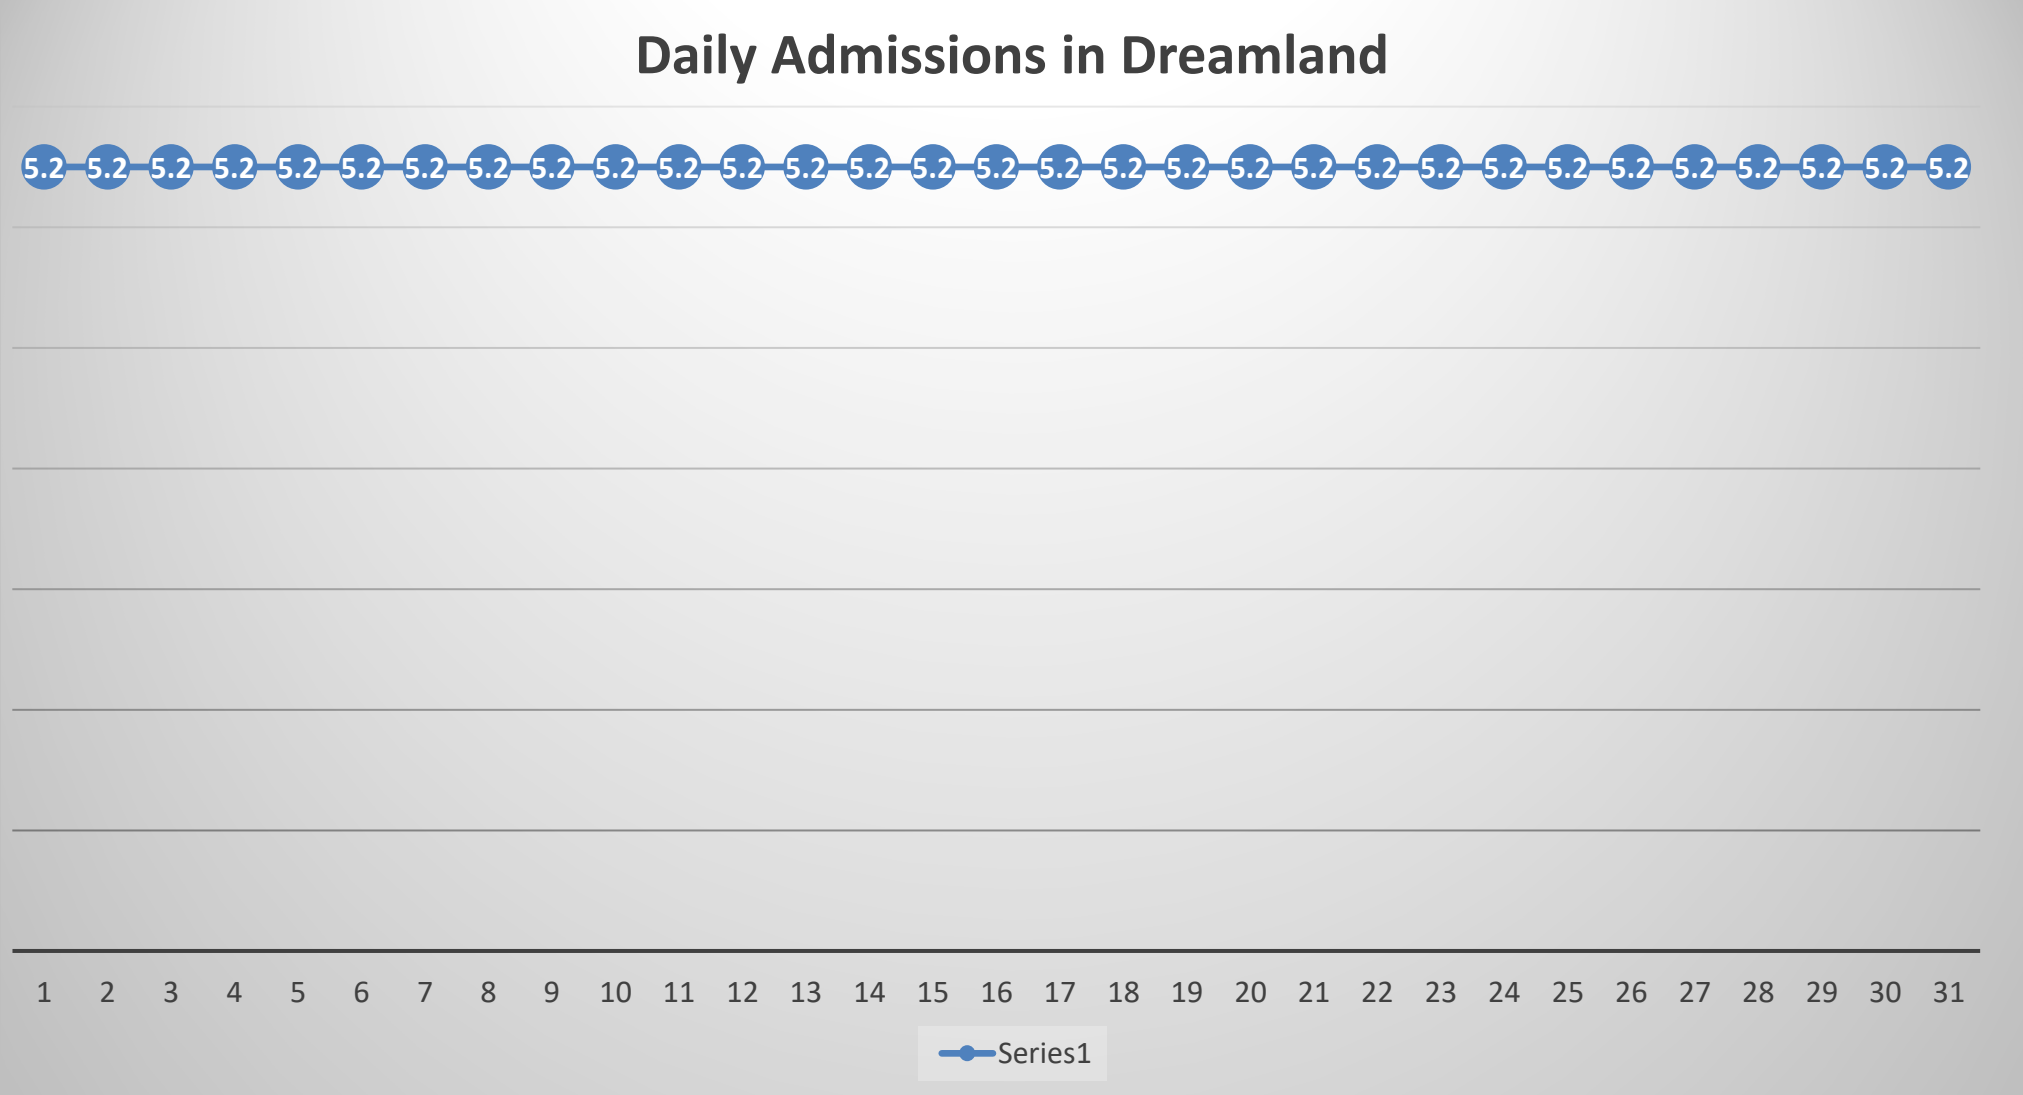 Daily Admissions in Dreamland
5.2 5.2 5.2 5.2 5.2 5.2 5.2 5.2 5.2 5.2 5.2 5.2 5.2 5.2 5.2 5.2 5.2 5.2 5.2 5.2 5.2 5.2 5.2 5.2 5.2 5.2 5.2 5.2 5.2 5.2 5.2
1 2 3 4 5 6 7 8 9 10 11 12 13 14 15 16 17 18 19 20 21 22 23 24 25 26 27 28 29 30 31
Series1